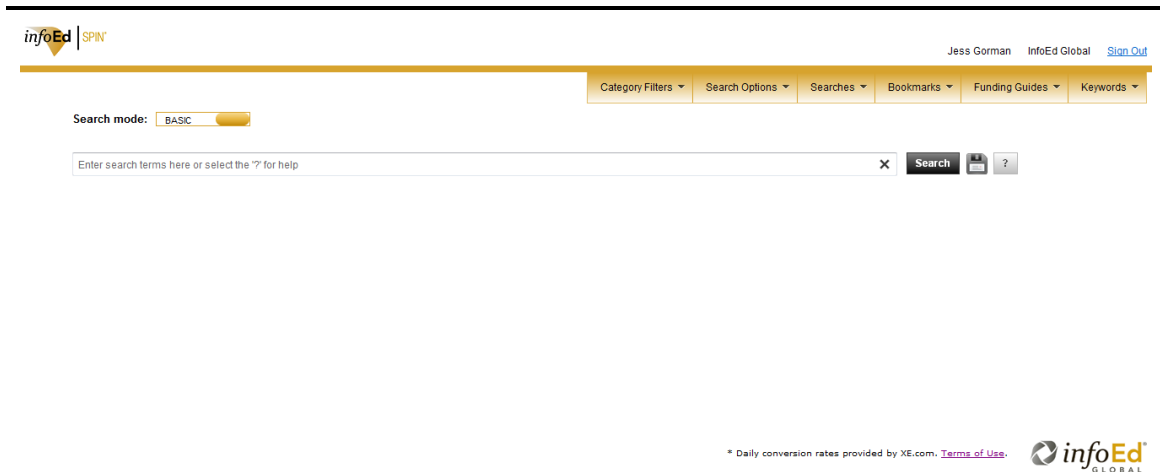 infoEd SPIN®
Jess Gorman InfoEd Global Sign Out
Category Filters Search Options Searches Bookmarks Funding Guides Keywords
Search mode: BASIC
Enter search terms here or select the '?' for help
Search ?
* Daily conversion rates provided by XE.com. Terms of Use.
infoEd®
GLOBAL